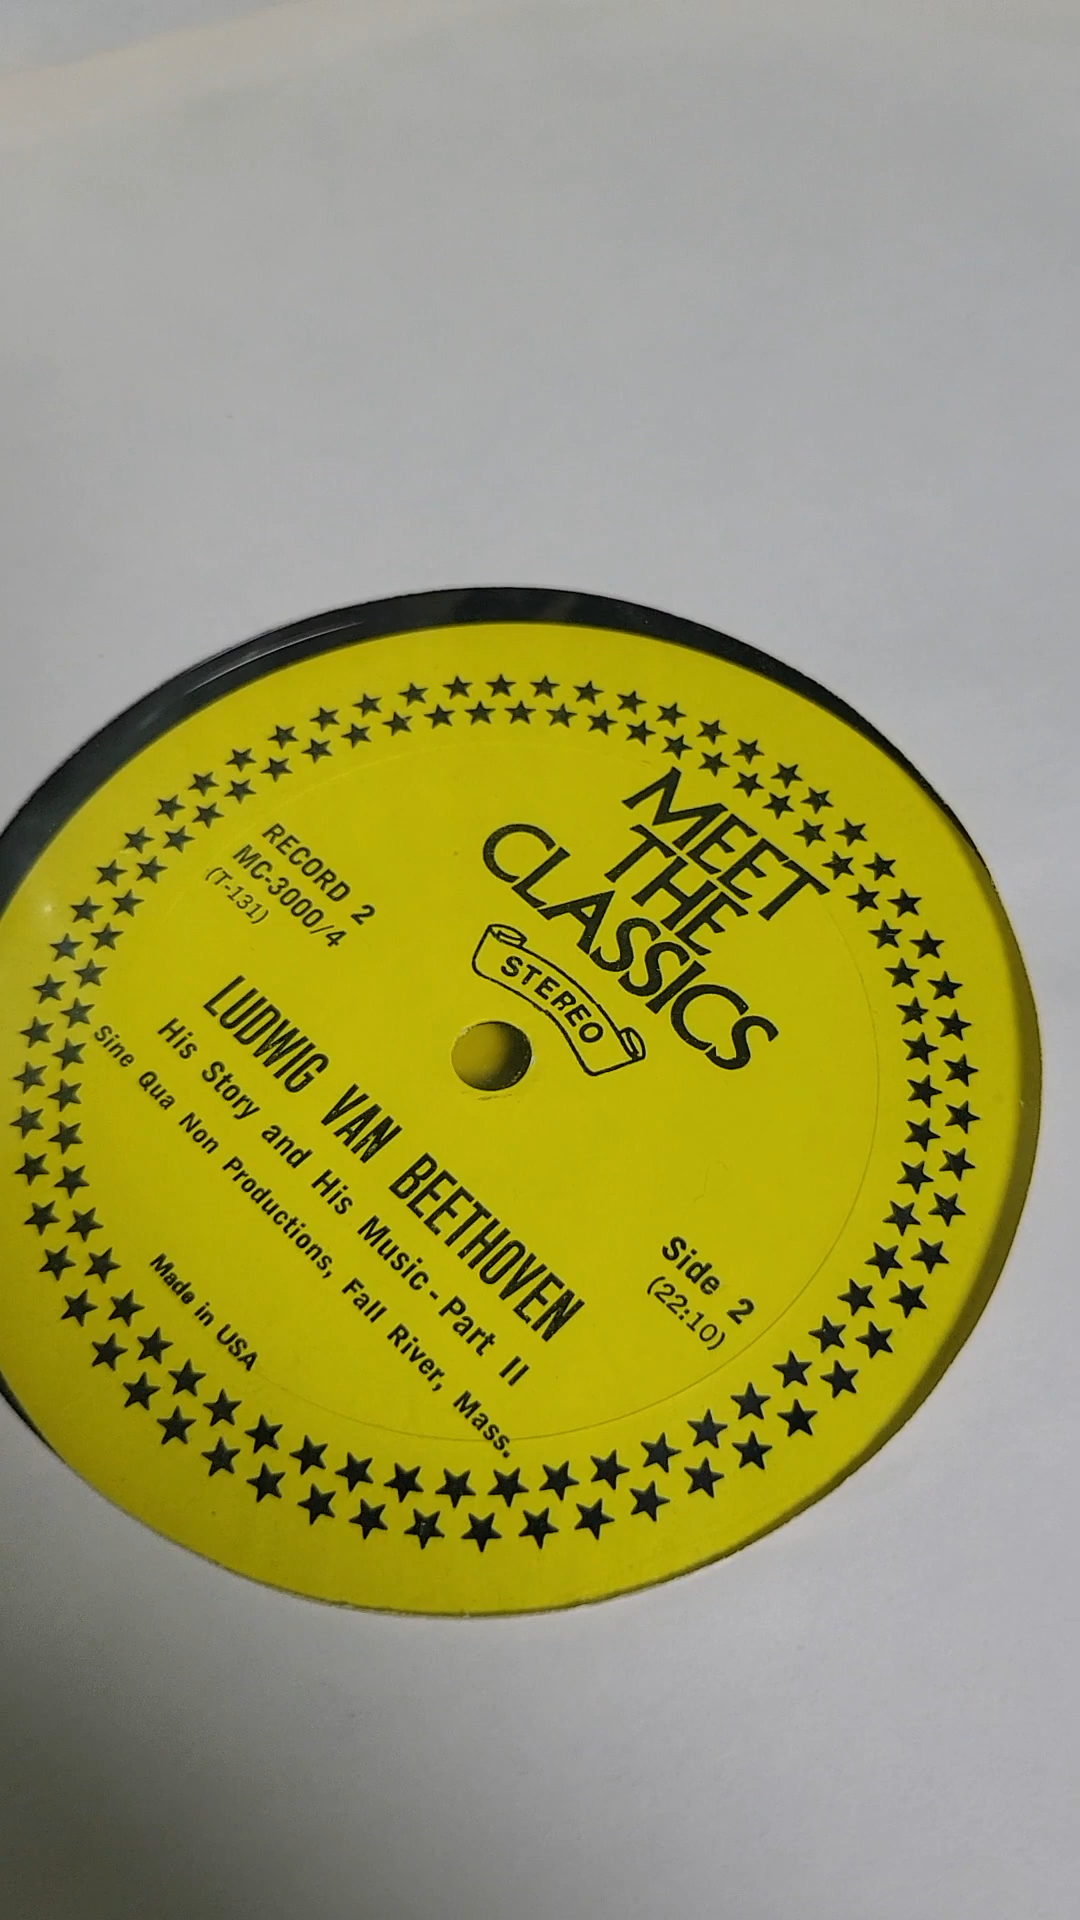 MEET
THE
CLASSICS
STEREO
RECORD 2
MC-3000/4
(T-131)
Side 2
(22:10)
LUDWIG VAN BEETHOVEN
His Story and His Music - Part II
Sine Qua Non Productions, Fall River, Mass.
Made in USA